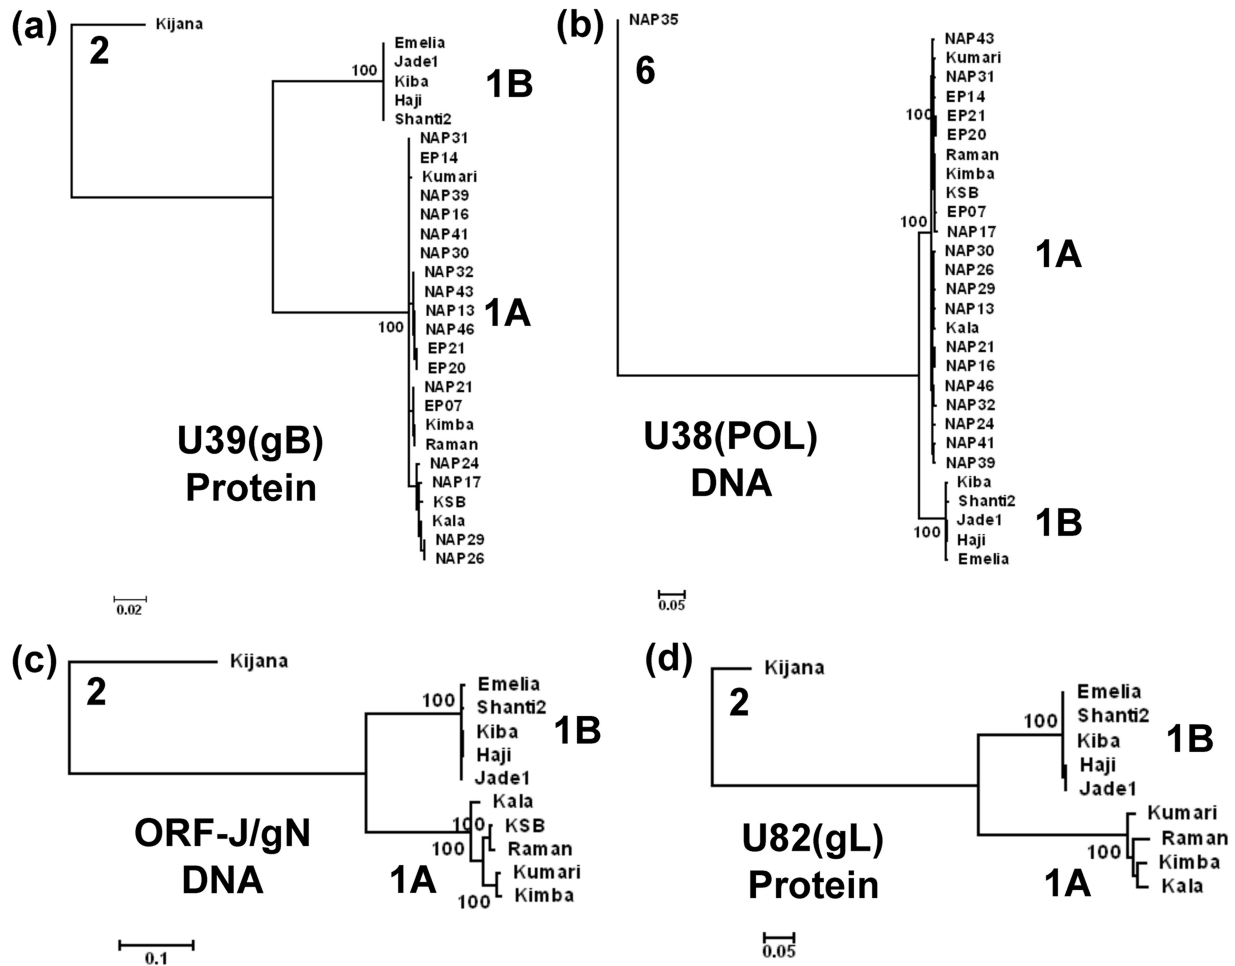 (a)
Kijana
2
Emelia
Jade1
100
Kiba
1B
Haji
Shanti2
NAP31
EP14
Kumari
NAP39
NAP16
NAP41
NAP30
NAP32
NAP43
NAP13
1A
NAP46
100
EP21
EP20
NAP21
EP07
Kimba
Raman
NAP24
NAP17
KSB
Kala
NAP29
NAP26
U39(gB)
Protein
0.02
(b)
NAP35
6
NAP43
Kumari
NAP31
EP14
100
EP21
EP20
Raman
Kimba
KSB
EP07
100
NAP17
NAP30
1A
NAP26
NAP29
NAP13
Kala
NAP21
NAP16
NAP46
NAP32
NAP24
NAP41
NAP39
Kiba
Shanti2
Jade1
1B
100
Haji
Emelia
U38(POL)
DNA
0.05
(c)
Kijana
2
Emelia
100
Shanti2
Kiba
1B
Haji
Jade1
Kala
100
KSB
100
Raman
Kumari
1A
Kimba
100
ORF-J/gN
DNA
0.1
(d)
Kijana
2
Emelia
100
Shanti2
Kiba
1B
Haji
Jade1
Kumari
Raman
100
Kimba
1A
Kala
U82(gL)
Protein
0.05